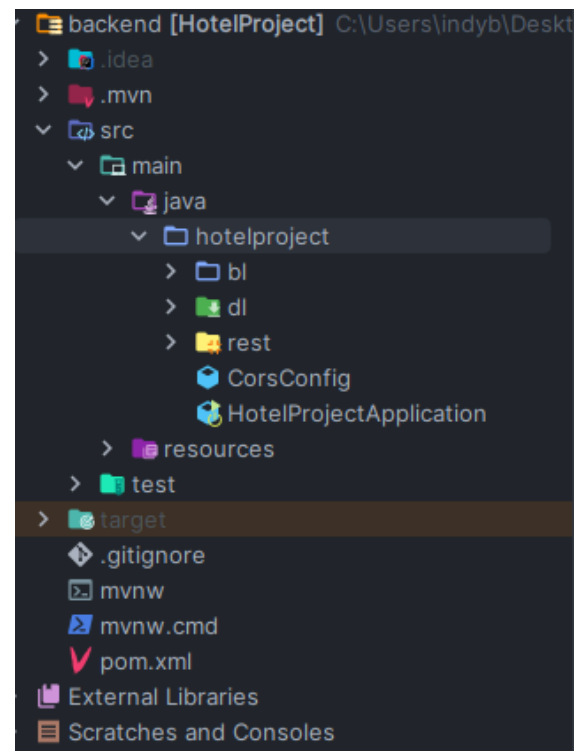 backend [HotelProject] C:\Users\indyb\Deskt
.idea
.mvn
src
main
java
hotelproject
bl
dl
rest
CorsConfig
HotelProjectApplication
resources
test
target
.gitignore
mvnw
mvnw.cmd
pom.xml
External Libraries
Scratches and Consoles